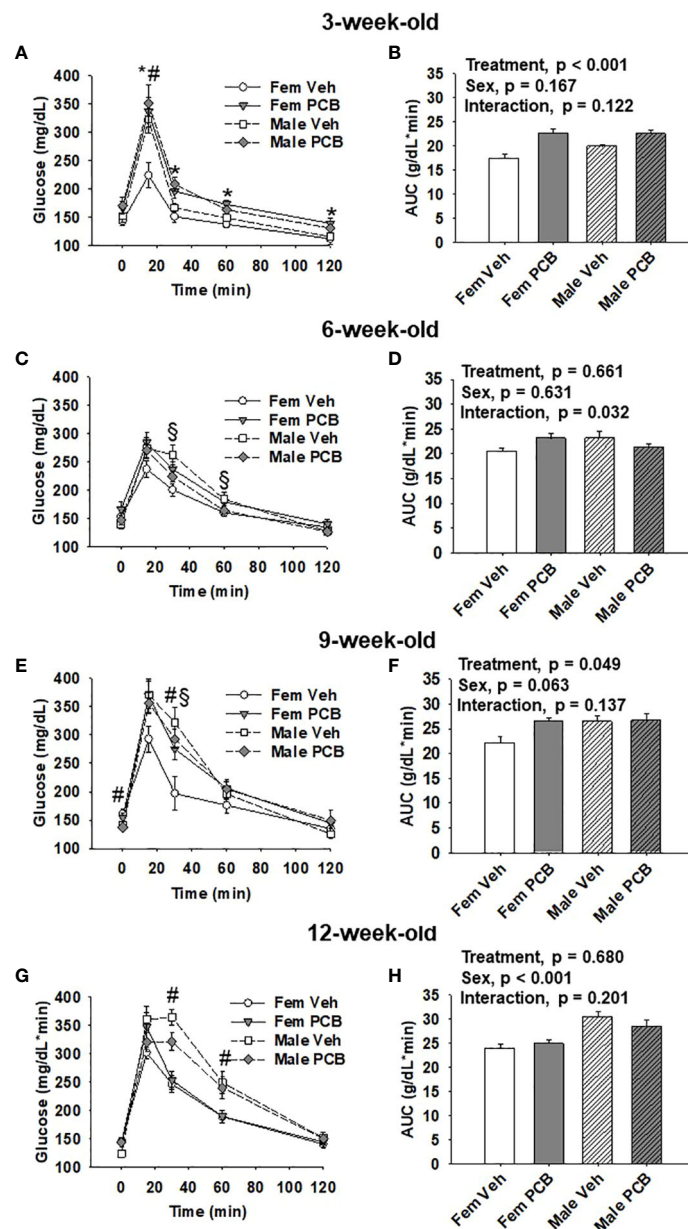 3-week-old
A
* #
*
*
*
Fem Veh
Fem PCB
Male Veh
Male PCB
Glucose (mg/dL)
400
350
300
250
200
150
100
0 20 40 60 80 100 120
Time (min)
B
Treatment, p < 0.001
Sex, p = 0.167
Interaction, p = 0.122
AUC (g/dL*min)
35
30
25
20
15
10
5
0
Fem Veh
Fem PCB
Male Veh
Male PCB
6-week-old
C
§
§
Fem Veh
Fem PCB
Male Veh
Male PCB
Glucose (mg/dL)
400
350
300
250
200
150
100
0 20 40 60 80 100 120
Time (min)
D
Treatment, p = 0.661
Sex, p = 0.631
Interaction, p = 0.032
AUC (g/dL*min)
35
30
25
20
15
10
5
0
Fem Veh
Fem PCB
Male Veh
Male PCB
9-week-old
E
#
# §
Fem Veh
Fem PCB
Male Veh
Male PCB
Glucose (mg/dL)
400
350
300
250
200
150
100
0 20 40 60 80 100 120
Time (min)
F
Treatment, p = 0.049
Sex, p = 0.063
Interaction, p = 0.137
AUC (g/dL*min)
35
30
25
20
15
10
5
0
Fem Veh
Fem PCB
Male Veh
Male PCB
12-week-old
G
#
#
Fem Veh
Fem PCB
Male Veh
Male PCB
Glucose (mg/dL*min)
400
350
300
250
200
150
100
0 20 40 60 80 100 120
Time (min)
H
Treatment, p = 0.680
Sex, p < 0.001
Interaction, p = 0.201
AUC (g/dL*min)
35
30
25
20
15
10
5
0
Fem Veh
Fem PCB
Male Veh
Male PCB